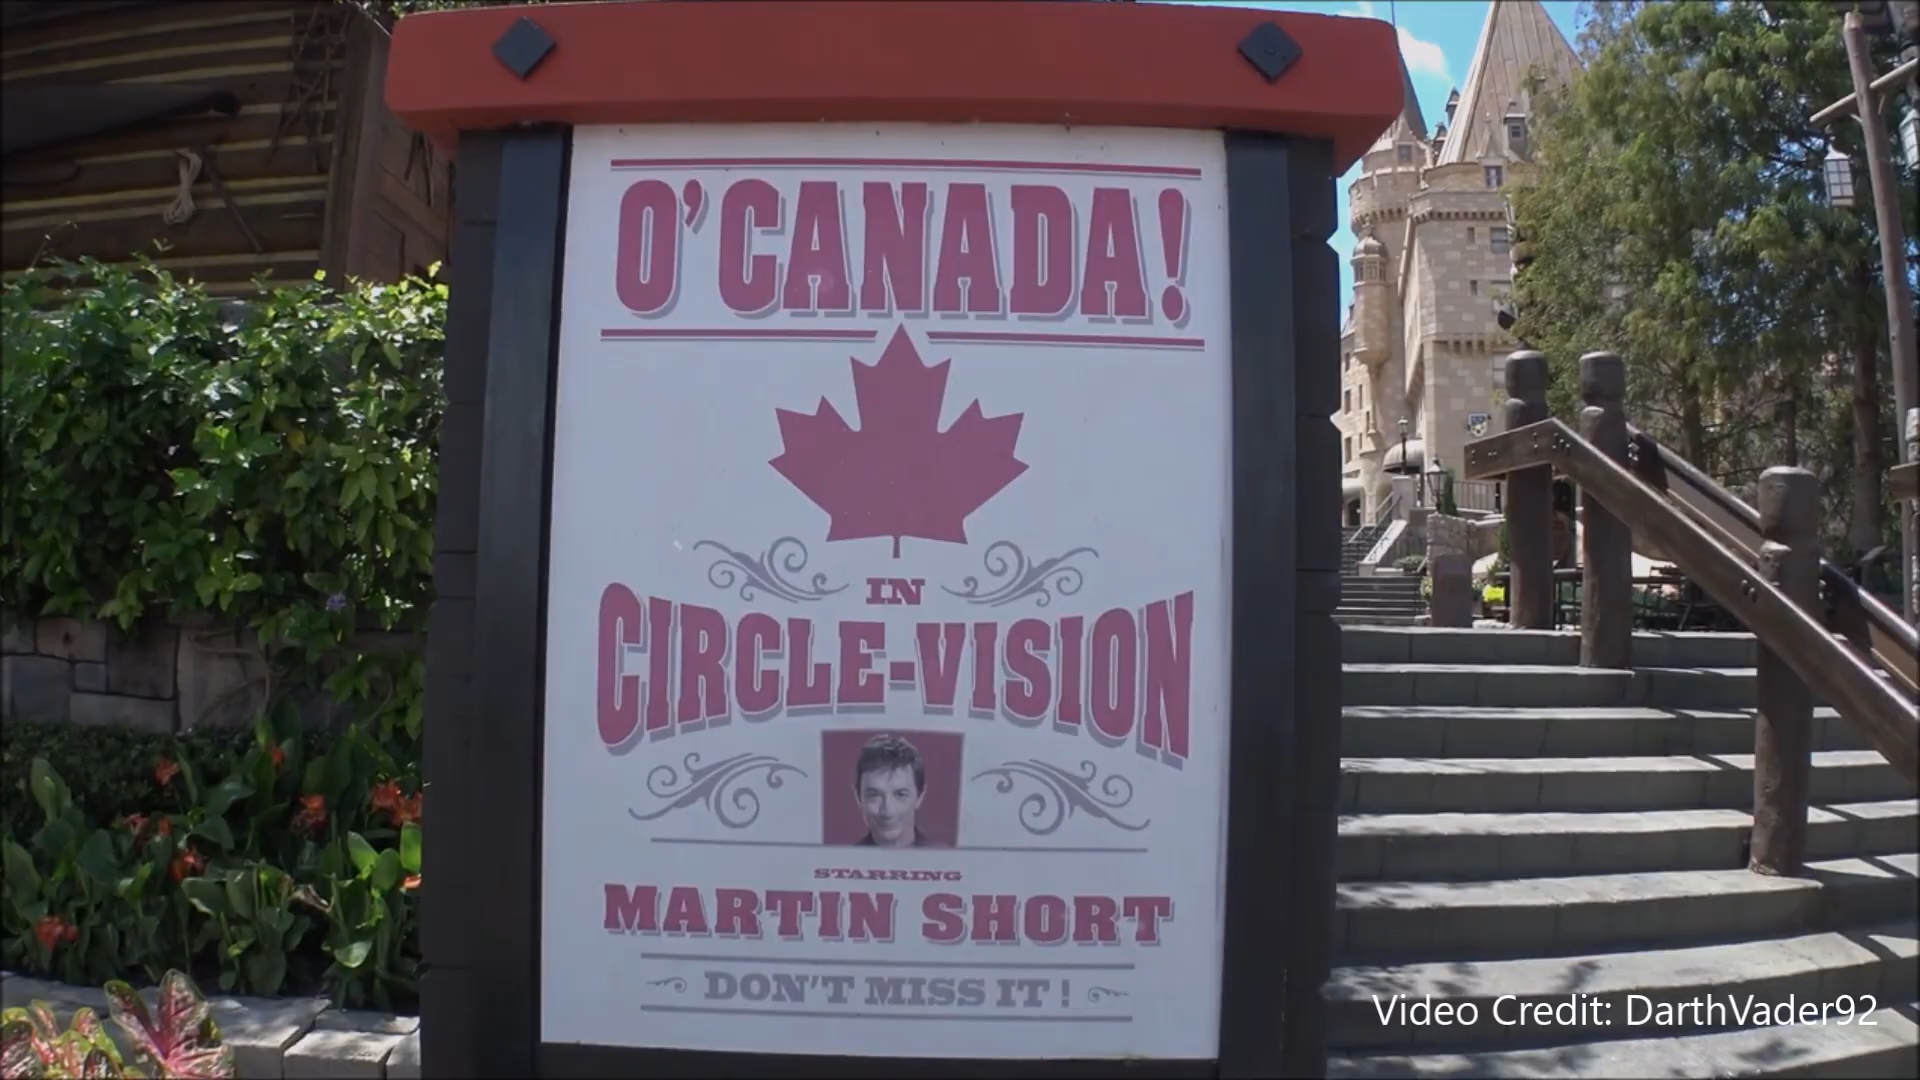 O'CANADA!
IN
CIRCLE-VISION
STARRING
MARTIN SHORT
DON'T MISS IT!
Video Credit: DarthVader92